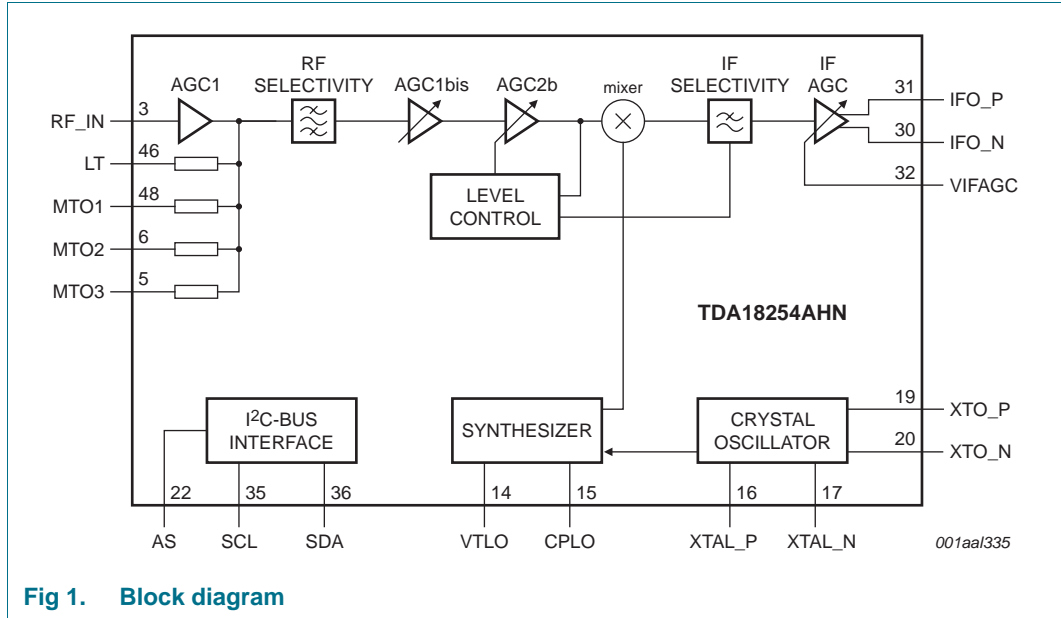 RF
SELECTIVITY
AGC1
AGC1bis
AGC2b
mixer
IF
SELECTIVITY
IF
AGC
31
IFO_P
3
RF_IN
30
IFO_N
46
LT
32
VIFAGC
LEVEL
CONTROL
48
MTO1
6
MTO2
5
MTO3
TDA18254AHN
I2C-BUS
INTERFACE
SYNTHESIZER
CRYSTAL
OSCILLATOR
19
XTO_P
20
XTO_N
22
35
36
14
15
16
17
AS
SCL
SDA
VTLO
CPLO
XTAL_P
XTAL_N
001aal335
Fig 1. Block diagram